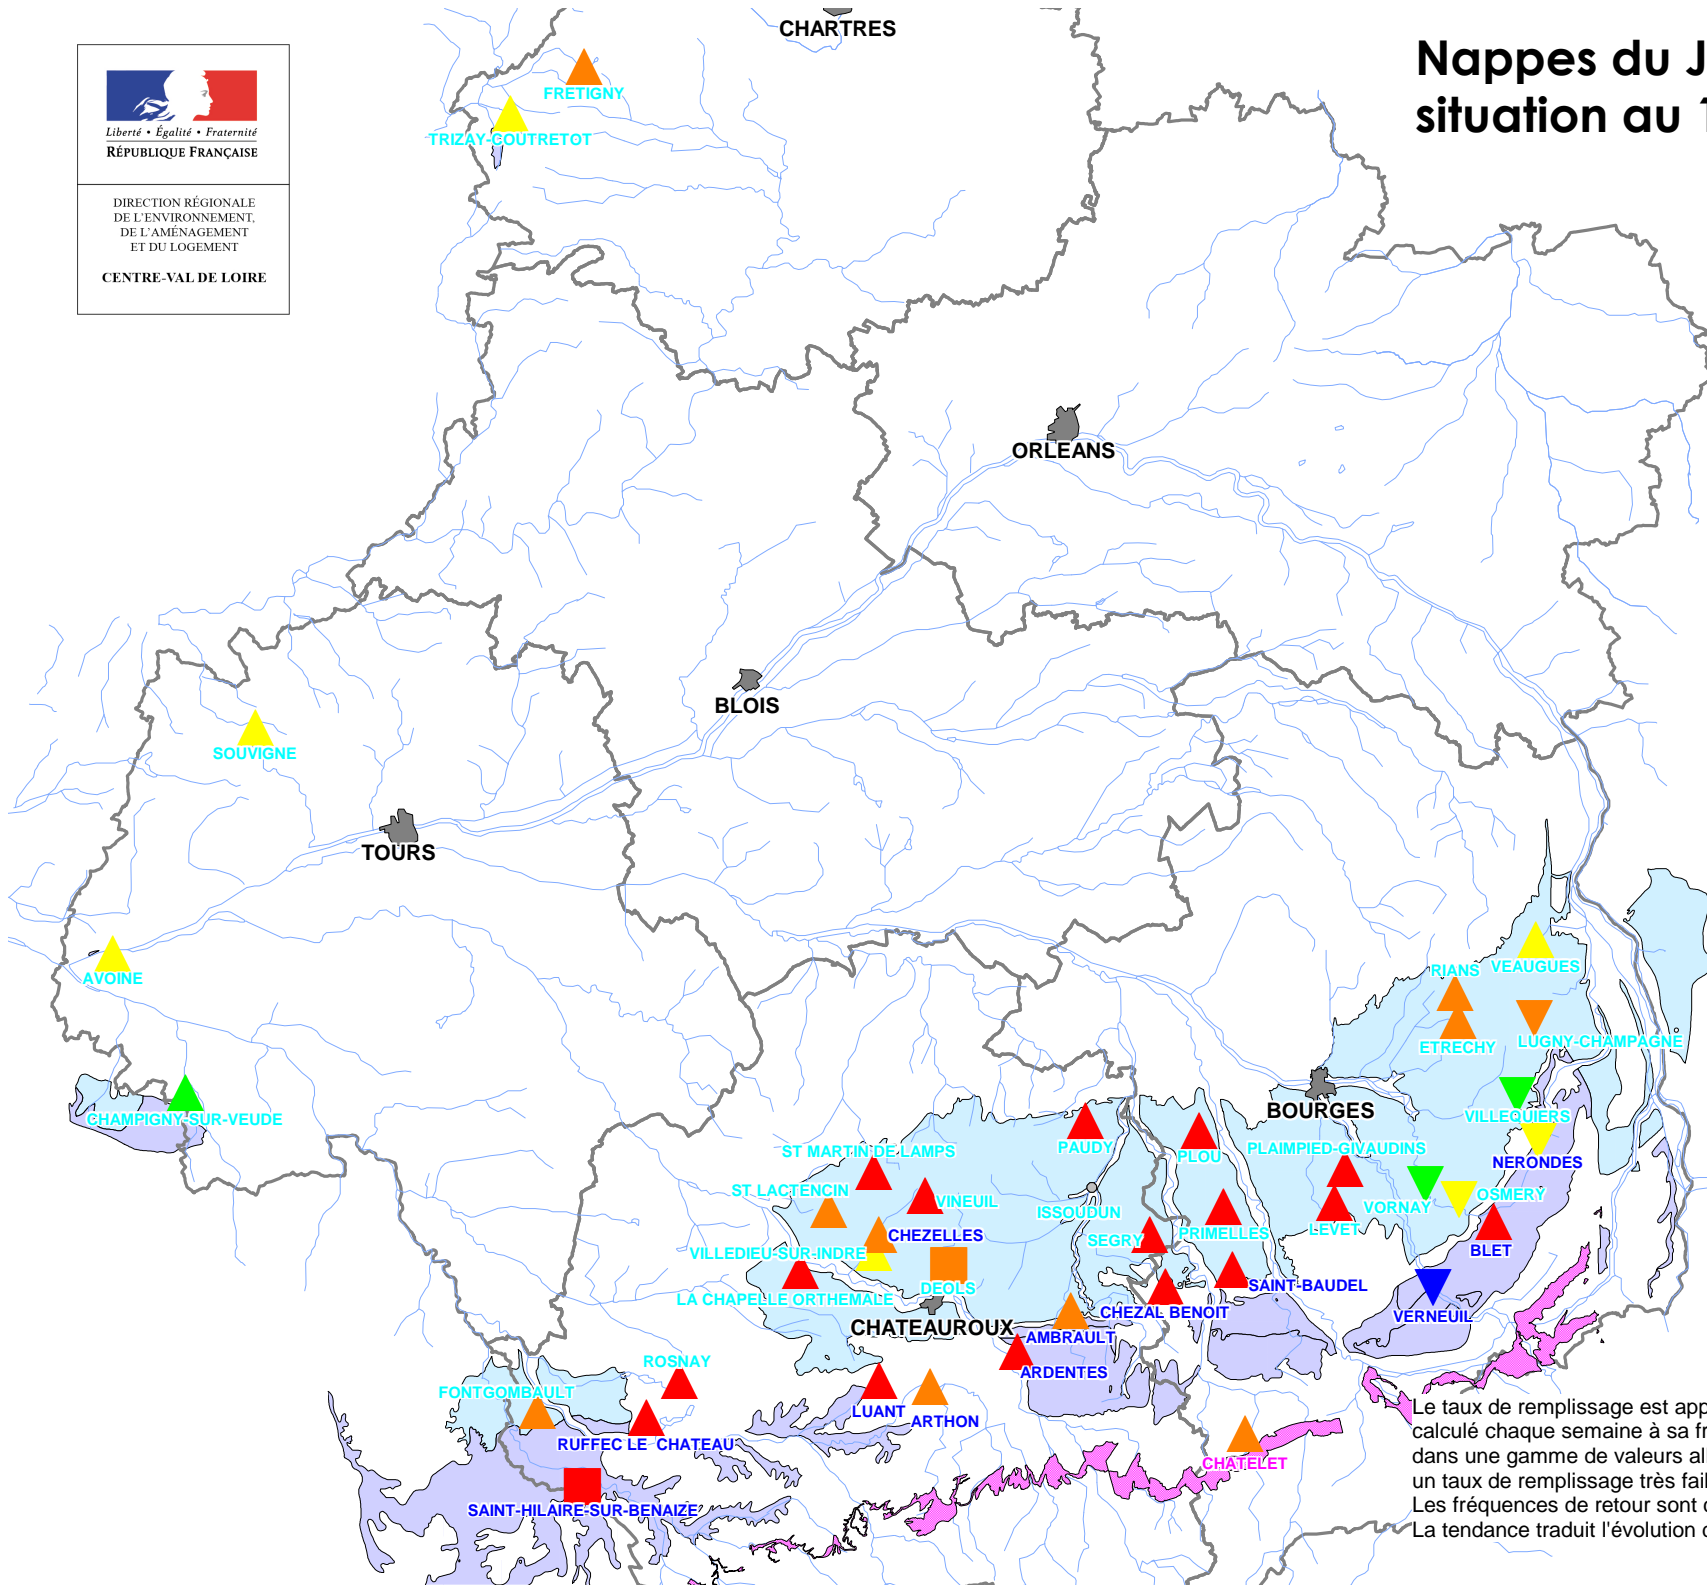 CHARTRES
Nappes du J
situation au 1
FRETIGNY
TRIZAY-COUTRETOT
Liberté • Égalité • Fraternité
RÉPUBLIQUE FRANÇAISE
DIRECTION RÉGIONALE
DE L'ENVIRONNEMENT,
DE L'AMÉNAGEMENT
ET DU LOGEMENT
CENTRE-VAL DE LOIRE
ORLEANS
BLOIS
SOUVIGNE
TOURS
AVOINE
RIANS
VEAUGUES
ETRECHY
LUGNY-CHAMPAGNE
CHAMPIGNY-SUR-VEUDE
BOURGES
VILLEQUIERS
ST MARTIN DE LAMPS
PAUDY
PLOU
PLAIMPIED-GIVAUDINS
NERONDES
ST LACTENCIN
VINEUIL
ISSOUDUN
VORNAY
OSMERY
CHEZELLES
SEGRY
PRIMELLES
LEVET
BLET
VILLEDIEU-SUR-INDRE
DEOLS
LA CHAPELLE ORTHEMALE
SAINT-BAUDEL
CHEZAL BENOIT
VERNEUIL
CHATEAUROUX
AMBRAULT
ARDENTES
ROSNAY
FONTGOMBAULT
LUANT
ARTHON
RUFFEC LE CHATEAU
CHATELET
SAINT-HILAIRE-SUR-BENAIZE
Le taux de remplissage est app
calculé chaque semaine à sa fr
dans une gamme de valeurs all
un taux de remplissage très faib
Les fréquences de retour sont c
La tendance traduit l'évolution d